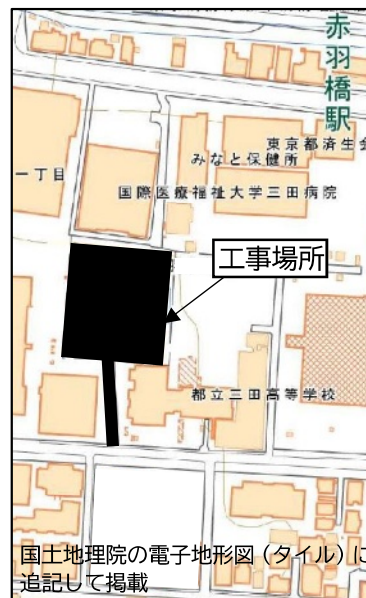 赤羽橋駅
東京都済生会
みなと保健所
一丁目
国際医療福祉大学三田病院
工事場所
都立三田高等学校
国土地理院の電子地形図（タイル）に
追記して掲載